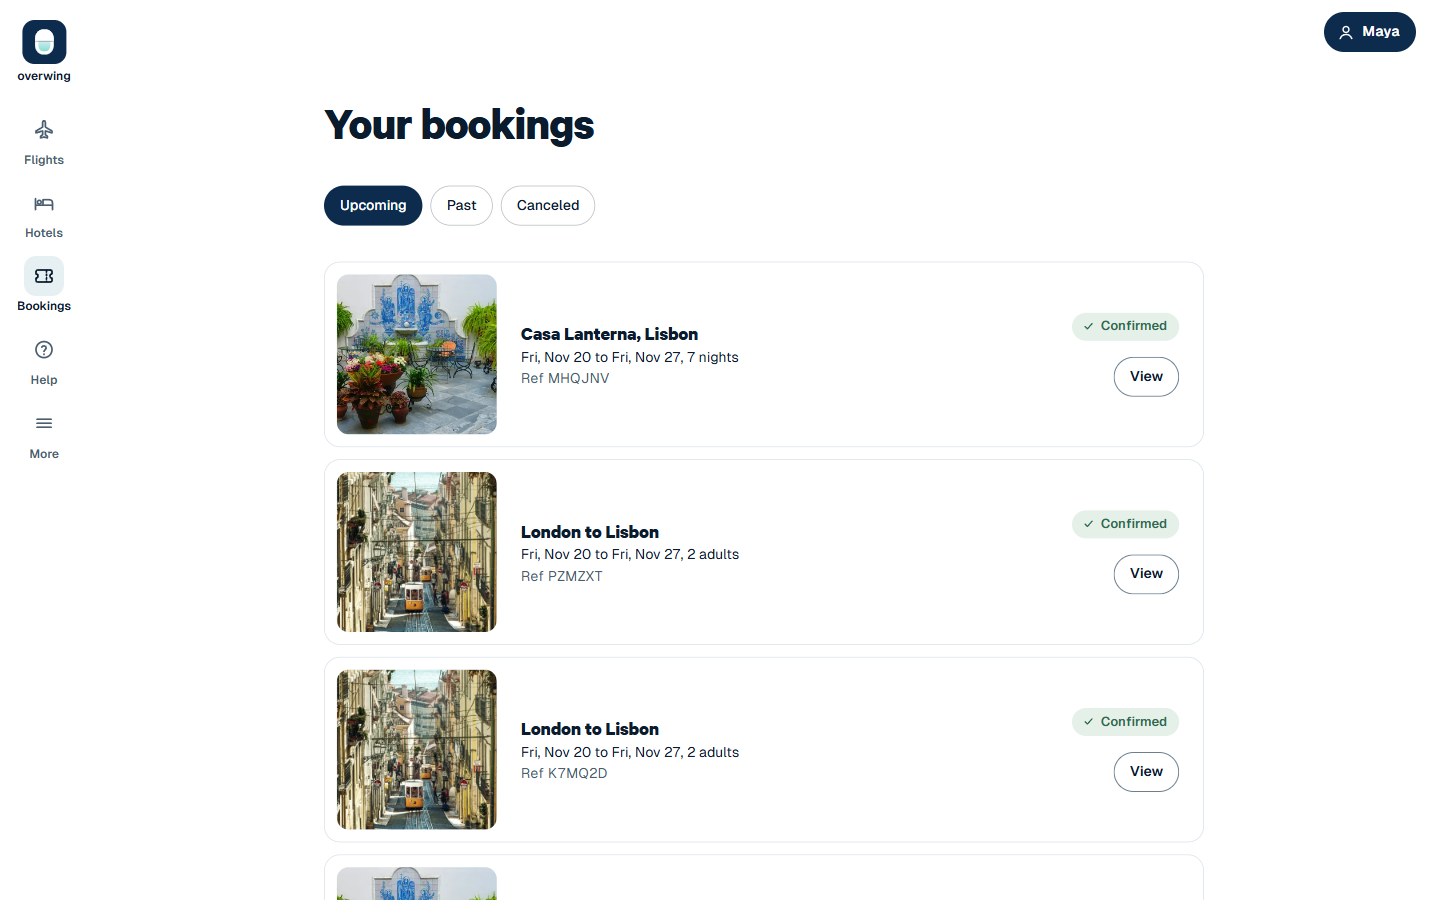 overwing
Maya
Flights
Hotels
Bookings
Help
More
Your bookings
Upcoming
Past
Canceled
Casa Lanterna, Lisbon
Fri, Nov 20 to Fri, Nov 27, 7 nights
Ref MHQJNV
Confirmed
View
London to Lisbon
Fri, Nov 20 to Fri, Nov 27, 2 adults
Ref PZMZXT
Confirmed
View
London to Lisbon
Fri, Nov 20 to Fri, Nov 27, 2 adults
Ref K7MQ2D
Confirmed
View